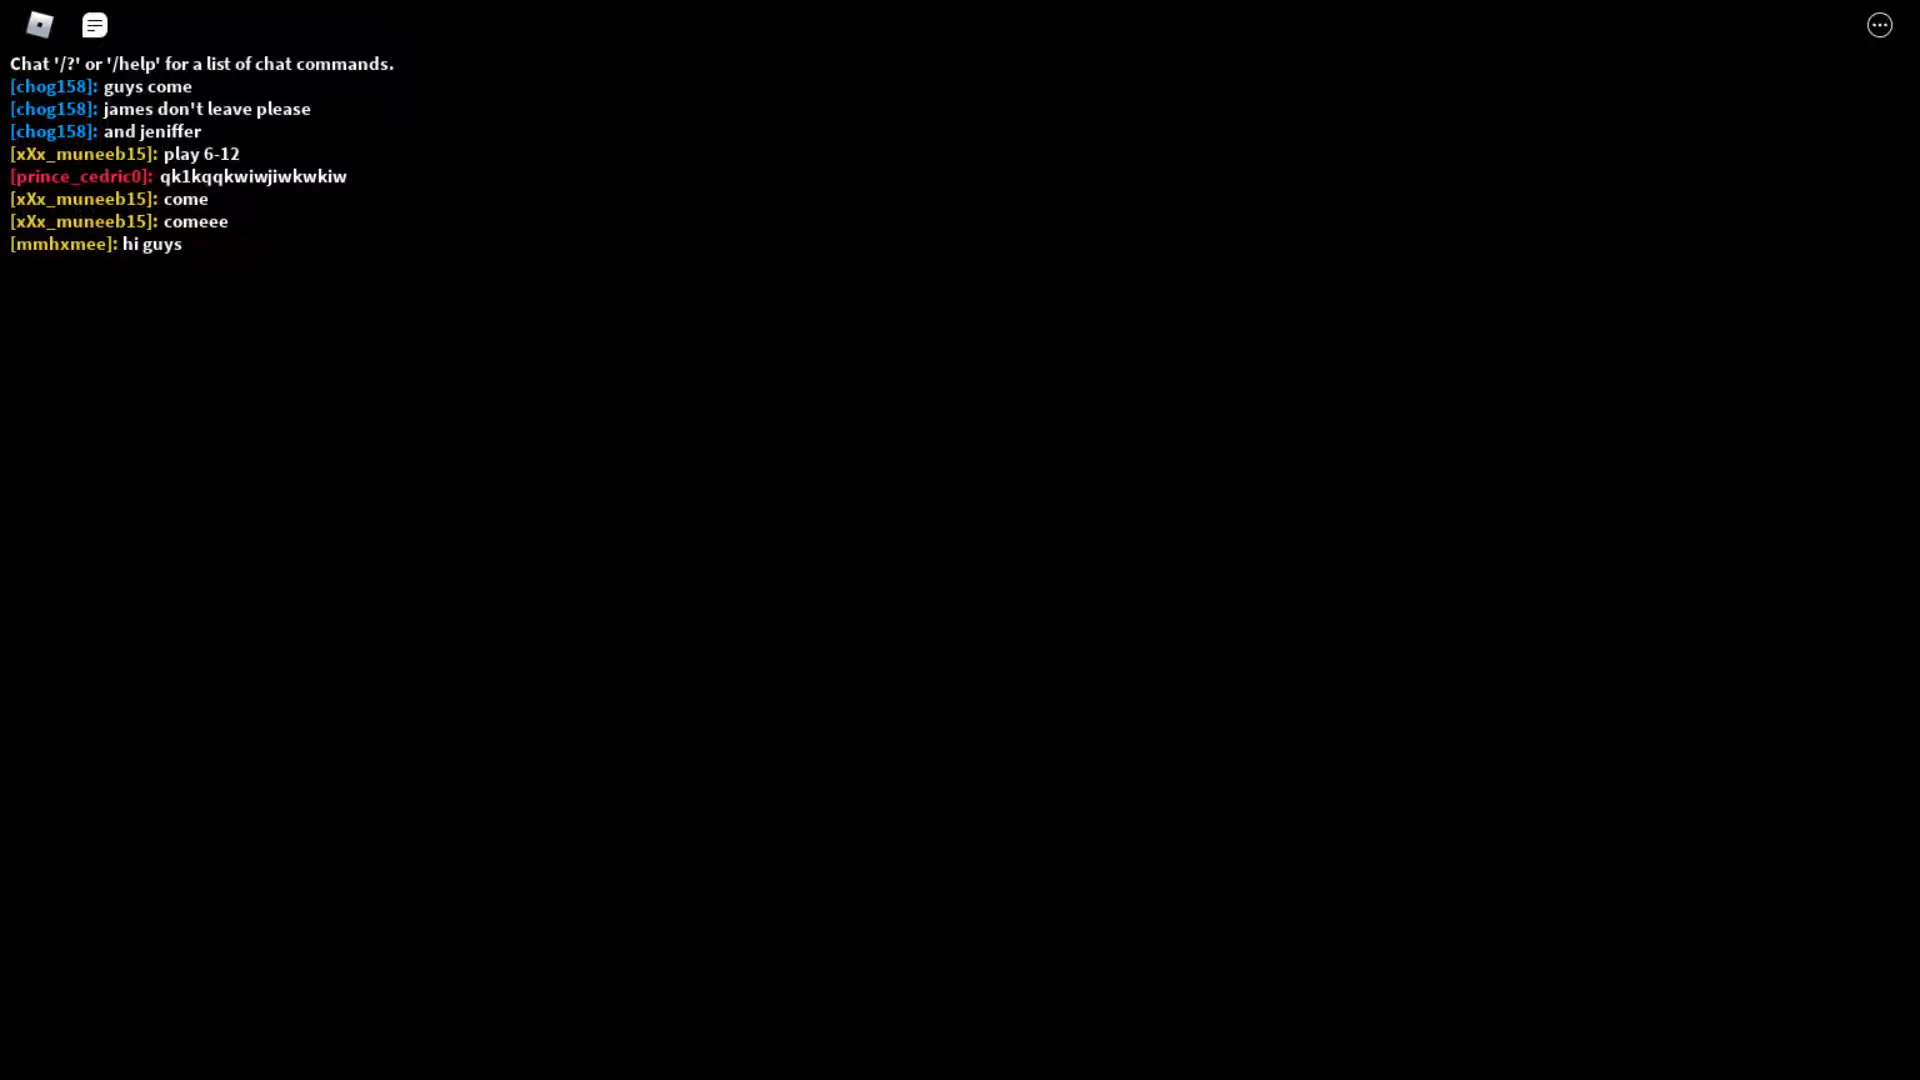 Chat '/?' or '/help' for a list of chat commands.
[chog158]: guys come
[chog158]: james don't leave please
[chog158]: and jeniffer
[xXx_muneeb15]: play 6-12
[prince_cedric0]: qk1kqqkwiwjiwkwkiw
[xXx_muneeb15]: come
[xXx_muneeb15]: comeee
[mmhxmee]: hi guys